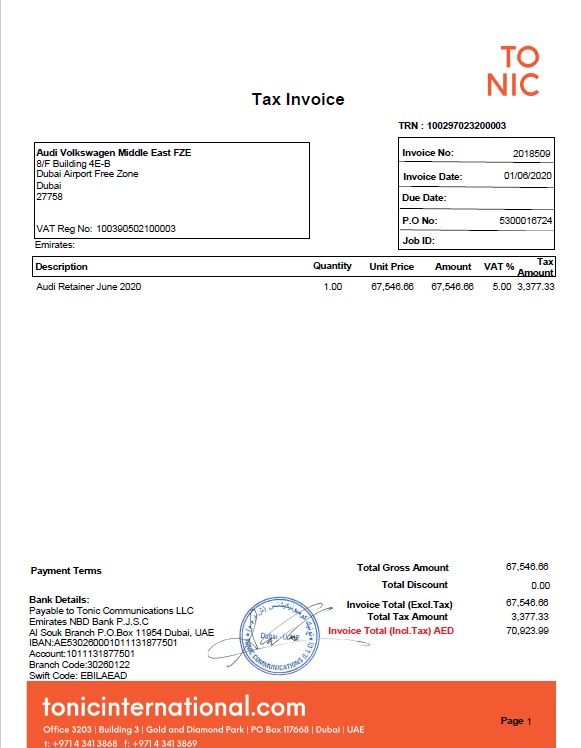 TO
NIC
Tax Invoice
TRN : 100297023200003
Audi Volkswagen Middle East FZE
8/F Building 4E-B
Dubai Airport Free Zone
Dubai
27758
VAT Reg No: 100390502100003
Emirates:
Invoice No: 2018509
Invoice Date: 01/06/2020
Due Date:
P.O No: 5300016724
Job ID:
Description Quantity Unit Price Amount VAT % Tax Amount
Audi Retainer June 2020 1.00 67,546.66 67,546.66 5.00 3,377.33
Payment Terms
Bank Details:
Payable to Tonic Communications LLC
Emirates NBD Bank P.J.S.C
Al Souk Branch P.O.Box 11954 Dubai, UAE
IBAN:AE530260001011131877501
Account:1011131877501
Branch Code:30260122
Swift Code: EBILAEAD
Total Gross Amount 67,546.66
Total Discount 0.00
Invoice Total (Excl.Tax) 67,546.66
Total Tax Amount 3,377.33
Invoice Total (Incl.Tax) AED 70,923.99
Dubai - U.A.E
TONIC COMMUNICATIONS (L.L.C)
tonicinternational.com
Office 3203 | Building 3 | Gold and Diamond Park | PO Box 117668 | Dubai | UAE
t: +971 4 341 3868 f: +971 4 341 3869
Page 1